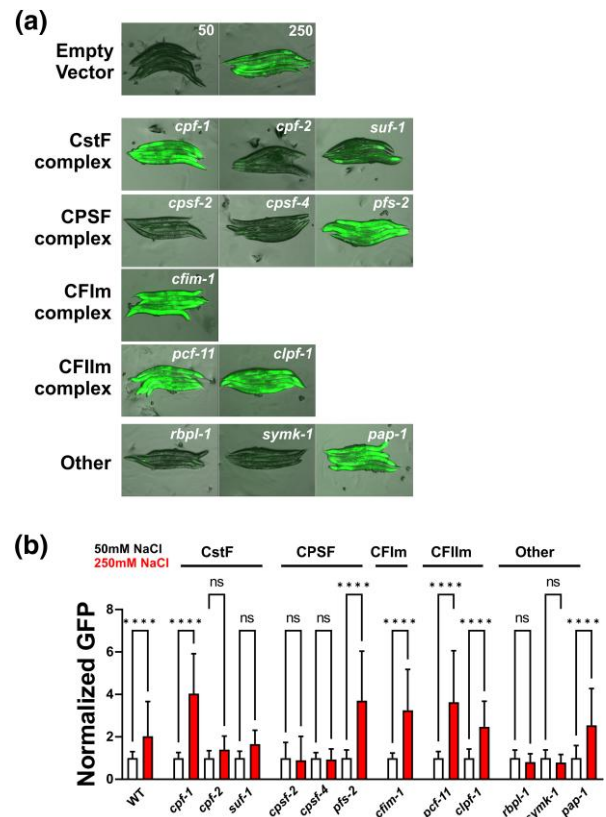 (a)
50 250
Empty
Vector
cpf-1 cpf-2 suf-1
CstF
complex
cpsf-2 cpsf-4 pfs-2
CPSF
complex
cfim-1
CFIm
complex
pcf-11 clpf-1
CFIIm
complex
rbpl-1 symk-1 pap-1
Other
(b)
50mM NaCl
250mM NaCl
CstF CPSF CFIm CFIIm Other
**** **** ns ns ns ns **** **** **** **** ns ns ****
Normalized GFP
8
6
4
2
0
WT cpf-1 cpf-2 suf-1 cpsf-2 cpsf-4 pfs-2 cfim-1 pcf-11 clpf-1 rbpl-1 symk-1 pap-1